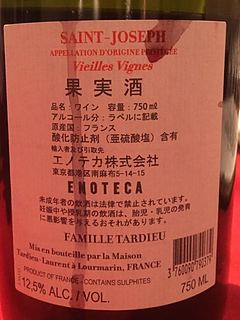 SAINT-JOSEPH
APPELLATION D'ORIGINE PROTÉGÉE
Vieilles Vignes
果実酒
品名：ワイン 容量：750mℓ
アルコール分：ラベルに記載
原産国：フランス
酸化防止剤（亜硫酸塩）含有
輸入者及び引取先
エノテカ株式会社
東京都港区南麻布5-14-15
ENOTECA
未成年者の飲酒は法律で禁止されています。
妊娠中や授乳期の飲酒は、胎児・乳児の発育
に悪影響を与えるおそれがあります。
FAMILLE TARDIEU
Mis en bouteille par la Maison
Tardieu-Laurent à Lourmarin, FRANCE
PRODUCT OF FRANCE - CONTAINS SULPHITES
12,5% ALC./VOL.
750 ML